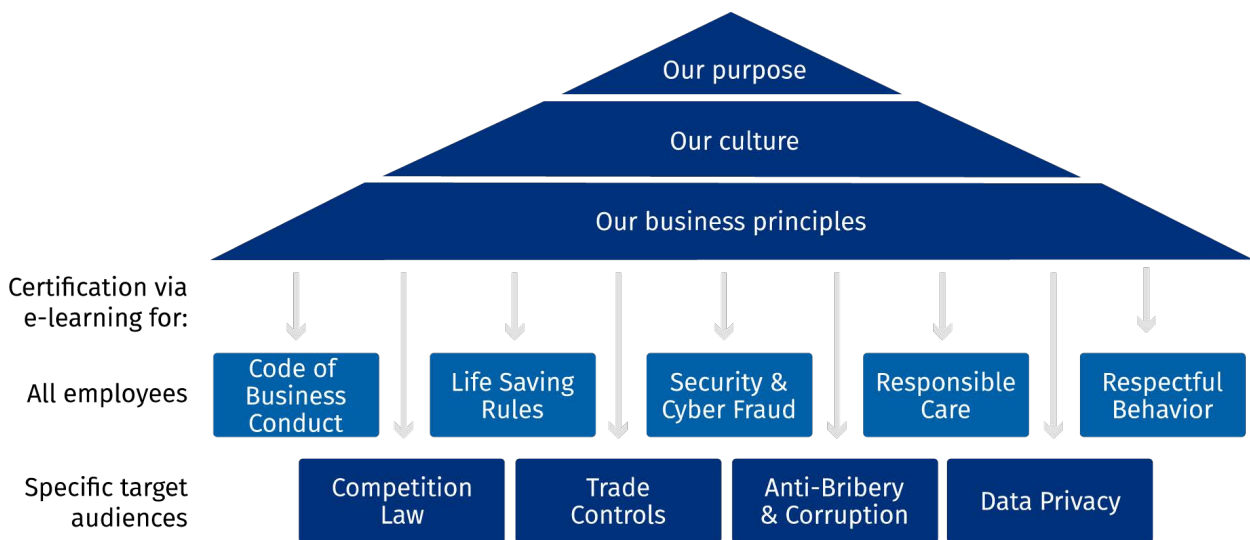 Our purpose
Our culture
Our business principles
Certification via
e-learning for:
All employees
Code of
Business
Conduct
Life Saving
Rules
Security &
Cyber Fraud
Responsible
Care
Respectful
Behavior
Specific target
audiences
Competition
Law
Trade
Controls
Anti-Bribery
& Corruption
Data Privacy